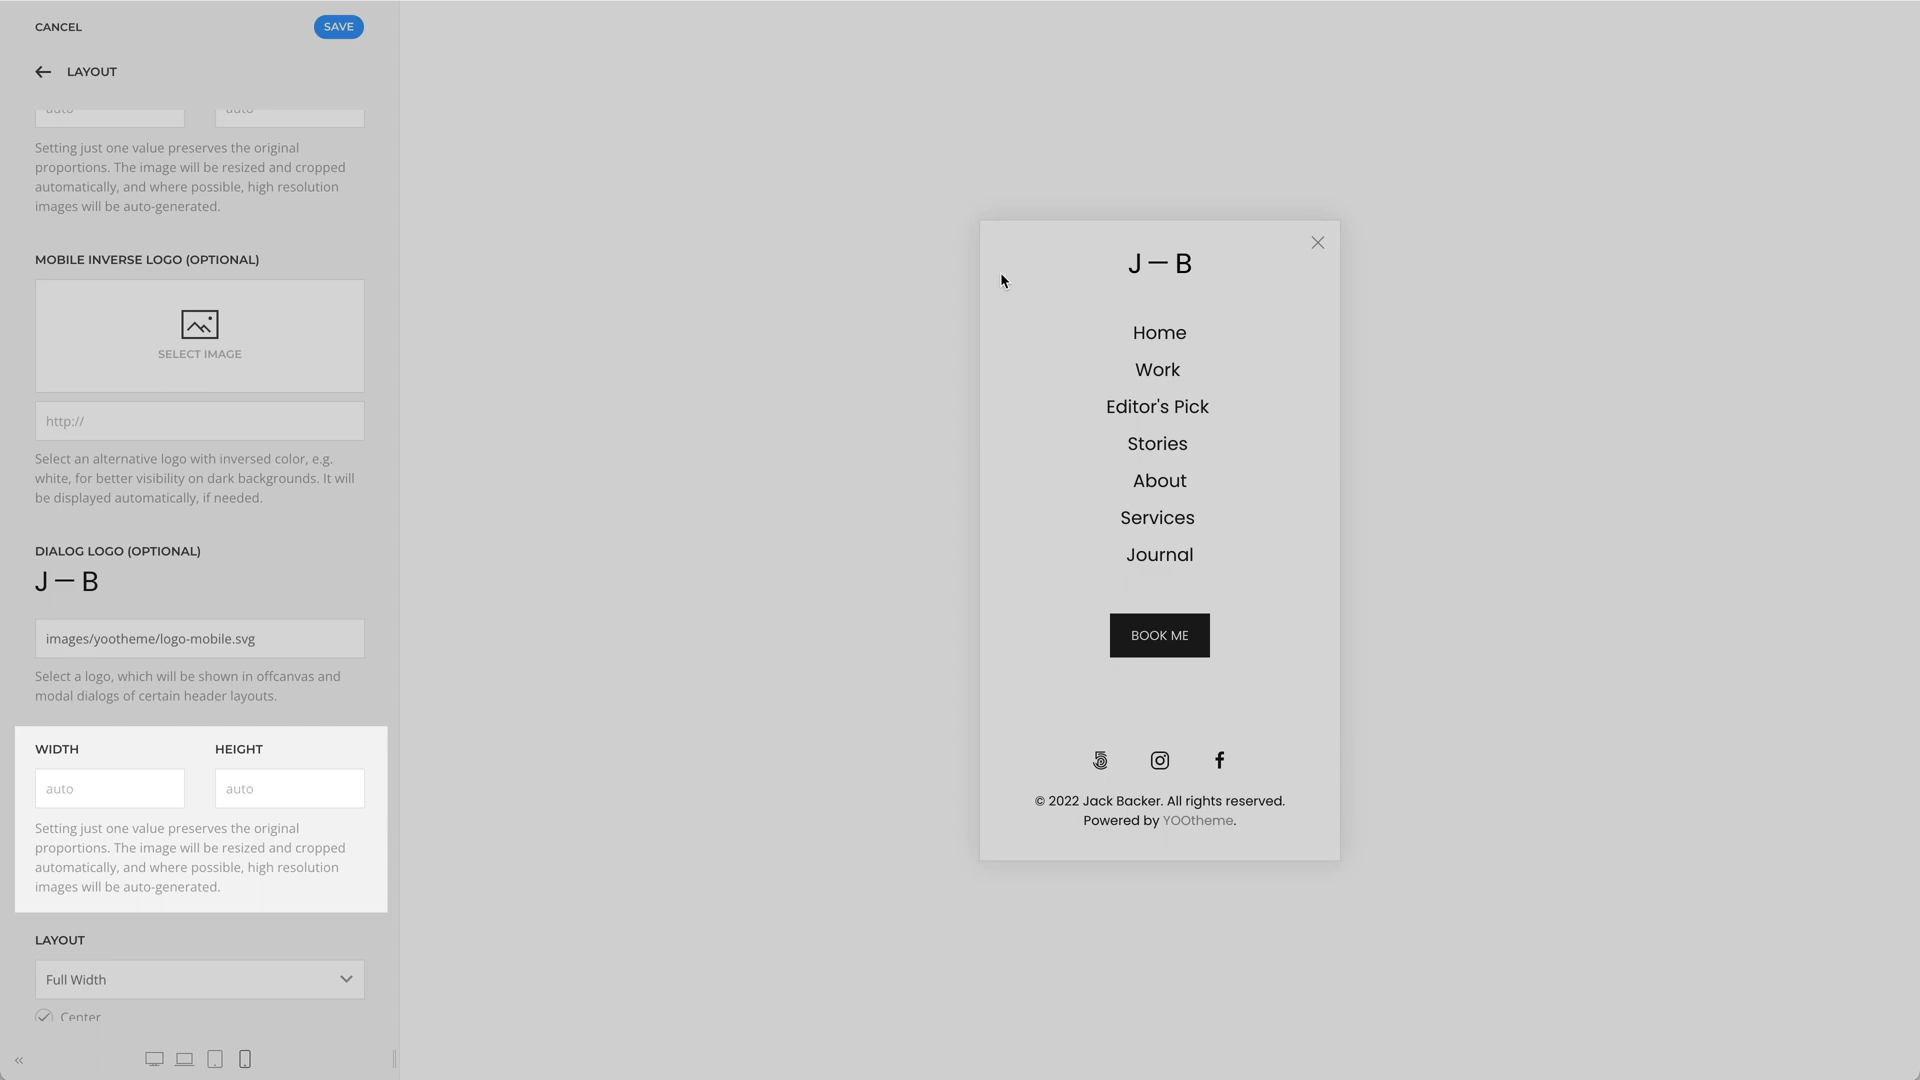 CANCEL
SAVE
LAYOUT
auto
auto
Setting just one value preserves the original
proportions. The image will be resized and cropped
automatically, and where possible, high resolution
images will be auto-generated.
MOBILE INVERSE LOGO (OPTIONAL)
SELECT IMAGE
http://
Select an alternative logo with inversed color, e.g.
white, for better visibility on dark backgrounds. It will
be displayed automatically, if needed.
DIALOG LOGO (OPTIONAL)
J — B
images/yootheme/logo-mobile.svg
Select a logo, which will be shown in offcanvas and
modal dialogs of certain header layouts.
WIDTH
HEIGHT
auto
auto
Setting just one value preserves the original
proportions. The image will be resized and cropped
automatically, and where possible, high resolution
images will be auto-generated.
LAYOUT
Full Width
Center
J — B
Home
Work
Editor's Pick
Stories
About
Services
Journal
BOOK ME
© 2022 Jack Backer. All rights reserved.
Powered by YOOtheme.